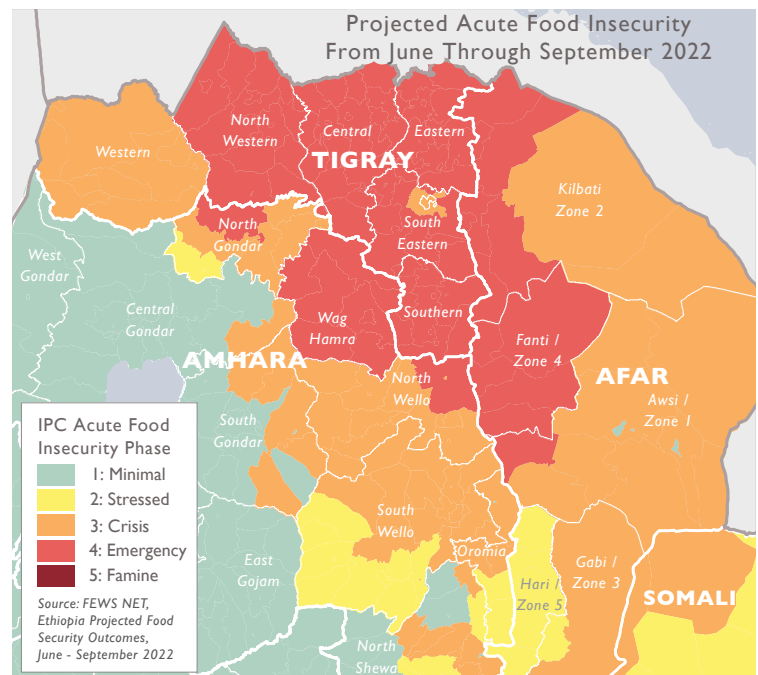 Projected Acute Food Insecurity
From June Through September 2022
North
Western
Central
Eastern
Western
TIGRAY
Kilbati
Zone 2
North
Gondar
South
Eastern
West
Gondar
Central
Gondar
Wag
Hamra
Southern
Fanti /
Zone 4
AMHARA
North
Wello
AFAR
Awsi /
Zone 1
South
Gondar
South
Wello
Oromia
East
Gojam
Hari /
Zone 5
Gabi /
Zone 3
SOMALI
North
Shewa
IPC Acute Food
Insecurity Phase
1: Minimal
2: Stressed
3: Crisis
4: Emergency
5: Famine
Source: FEWS NET,
Ethiopia Projected Food
Security Outcomes,
June - September 2022